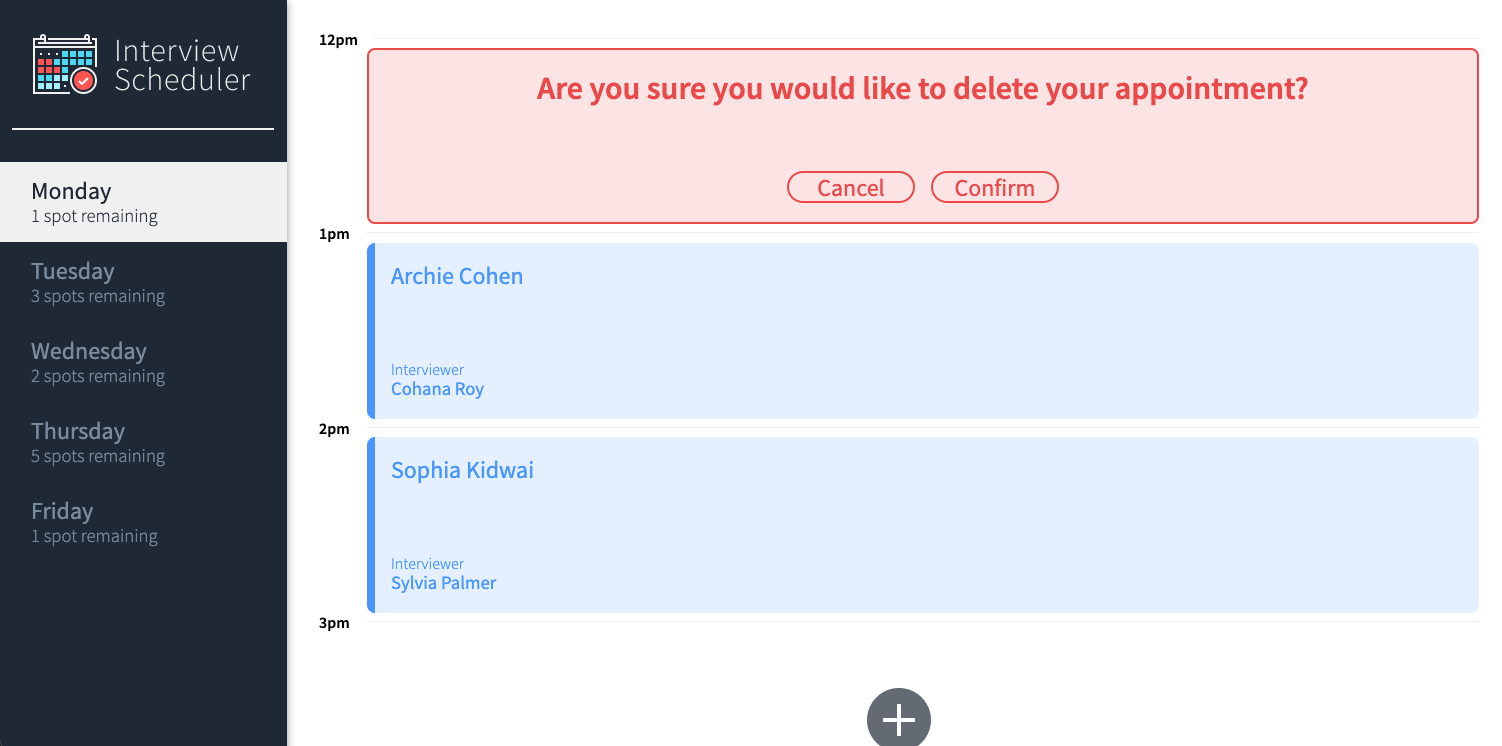 Interview
Scheduler
Monday
1 spot remaining
Tuesday
3 spots remaining
Wednesday
2 spots remaining
Thursday
5 spots remaining
Friday
1 spot remaining
12pm
Are you sure you would like to delete your appointment?
Cancel
Confirm
1pm
Archie Cohen
Interviewer
Cohana Roy
2pm
Sophia Kidwai
Interviewer
Sylvia Palmer
3pm